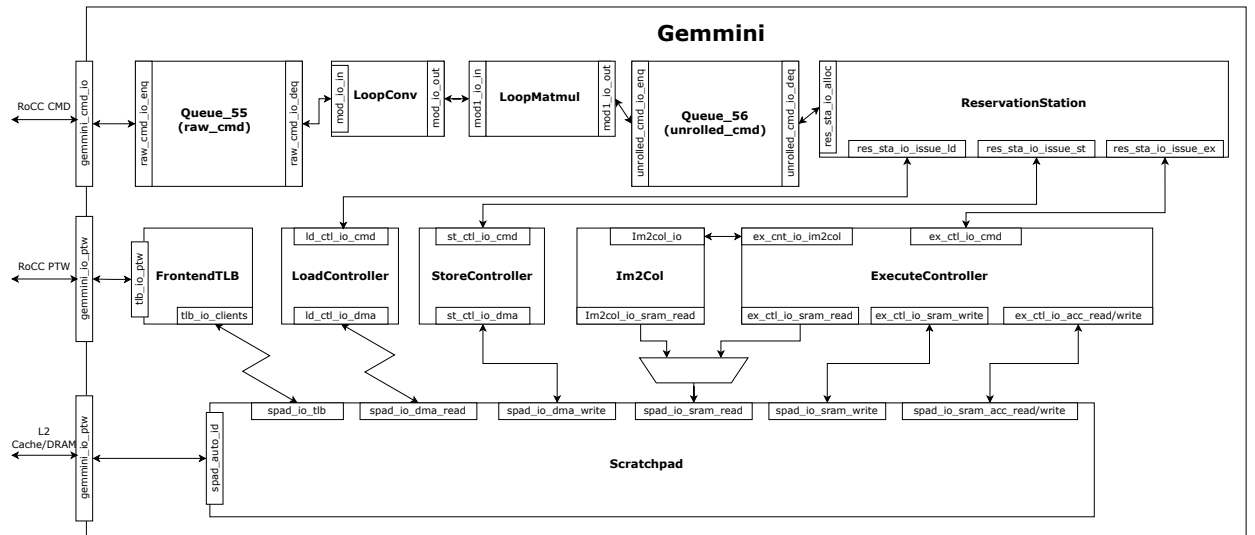 Gemmini
RoCC CMD
gemmini_cmd_io
raw_cmd_io_enq
Queue_55
(raw_cmd)
raw_cmd_io_deq
mod_io_in
LoopConv
mod_io_out
mod1_io_in
LoopMatmul
mod1_io_out
unrolled_cmd_io_enq
Queue_56
(unrolled_cmd)
unrolled_cmd_io_deq
res_sta_io_alloc
ReservationStation
res_sta_io_issue_ld
res_sta_io_issue_st
res_sta_io_issue_ex
RoCC PTW
gemmini_io_ptw
tlb_io_ptw
FrontendTLB
tlb_io_clients
ld_ctl_io_cmd
LoadController
ld_ctl_io_dma
st_ctl_io_cmd
StoreController
st_ctl_io_dma
Im2col_io
Im2Col
Im2col_io_sram_read
ex_cnt_io_im2col
ex_ctl_io_cmd
ExecuteController
ex_ctl_io_sram_read
ex_ctl_io_sram_write
ex_ctl_io_acc_read/write
L2
Cache/DRAM
gemmini_io_ptw
spad_auto_id
spad_io_tlb
spad_io_dma_read
spad_io_dma_write
spad_io_sram_read
spad_io_sram_write
spad_io_sram_acc_read/write
Scratchpad